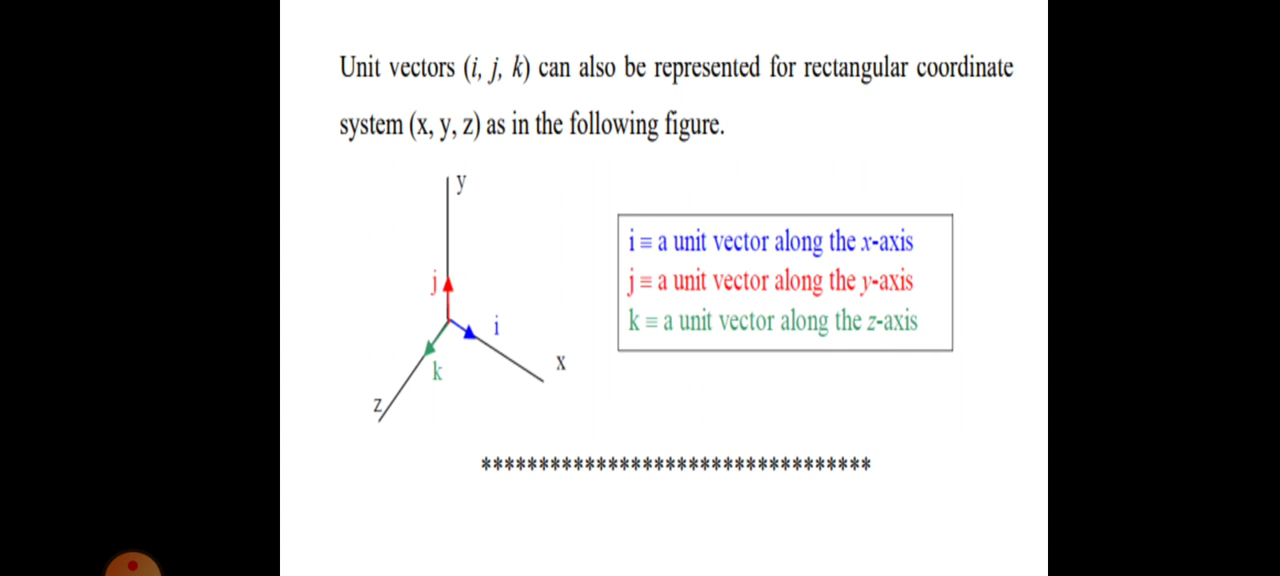 Unit vectors (i, j, k) can also be represented for rectangular coordinate
system (x, y, z) as in the following figure.
y
j
i
x
k
z
i ≡ a unit vector along the x-axis
j ≡ a unit vector along the y-axis
k ≡ a unit vector along the z-axis
**********************************